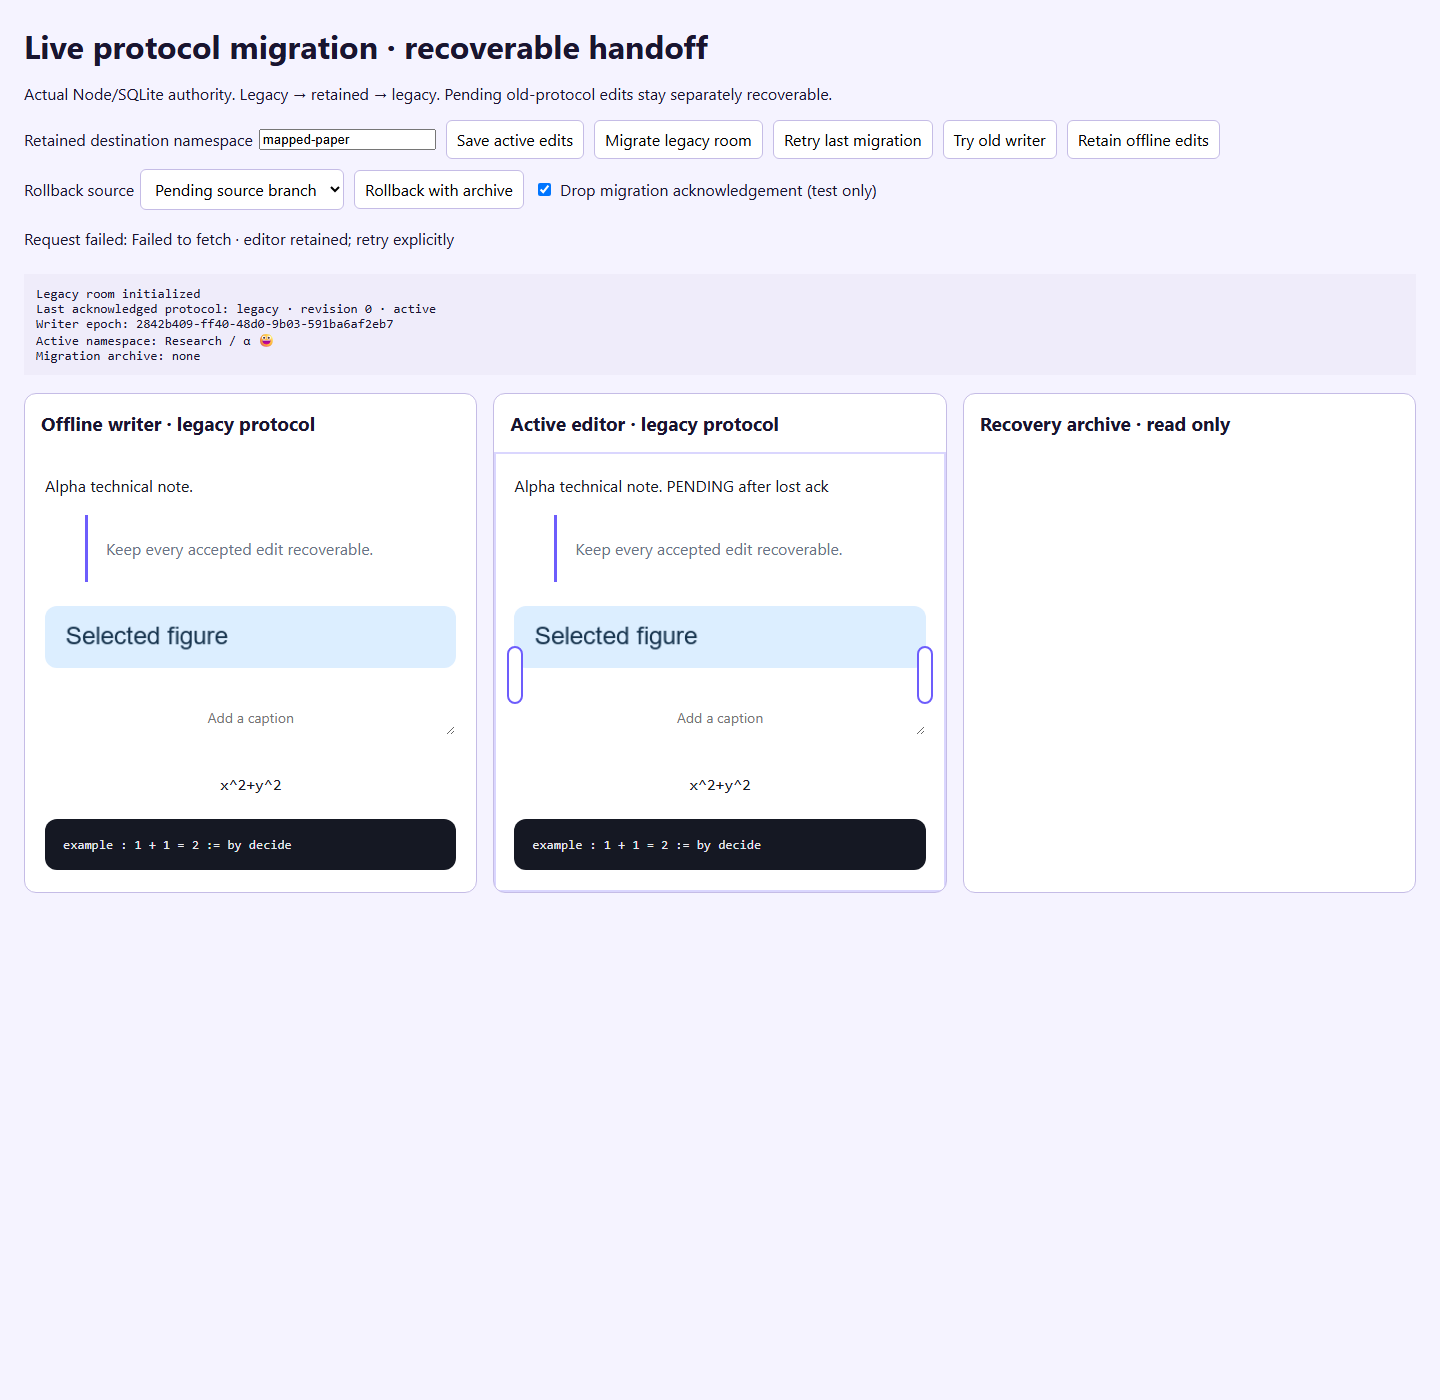 Live protocol migration · recoverable handoff
Actual Node/SQLite authority. Legacy → retained → legacy. Pending old-protocol edits stay separately recoverable.
Retained destination namespace mapped-paper Save active edits Migrate legacy room Retry last migration Try old writer Retain offline edits
Rollback source Pending source branch Rollback with archive Drop migration acknowledgement (test only)
Request failed: Failed to fetch · editor retained; retry explicitly
Legacy room initialized
Last acknowledged protocol: legacy · revision 0 · active
Writer epoch: 2842b409-ff40-48d0-9b03-591ba6af2eb7
Active namespace: Research / α 😀
Migration archive: none
Offline writer · legacy protocol
Alpha technical note.
Keep every accepted edit recoverable.
Selected figure
Add a caption
x^2+y^2
example : 1 + 1 = 2 := by decide
Active editor · legacy protocol
Alpha technical note. PENDING after lost ack
Keep every accepted edit recoverable.
Selected figure
Add a caption
x^2+y^2
example : 1 + 1 = 2 := by decide
Recovery archive · read only